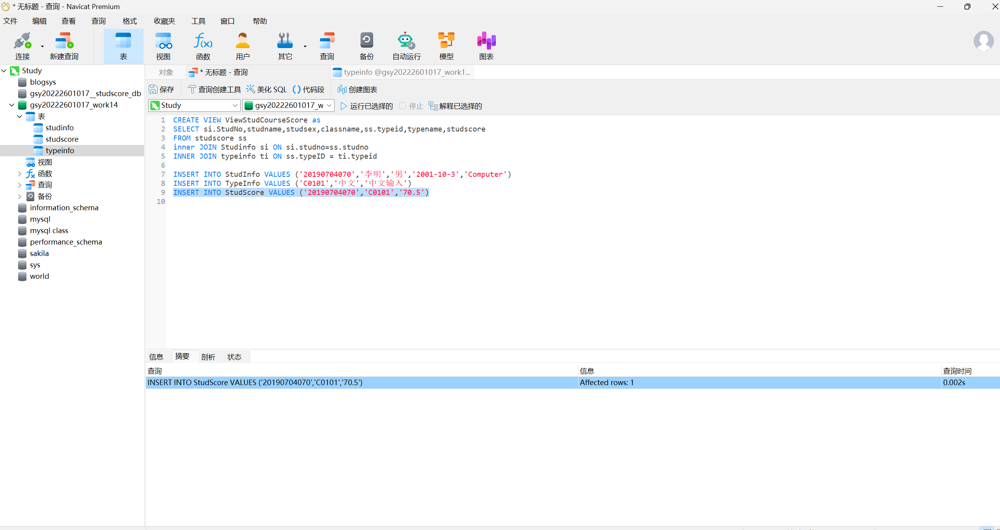 * 无标题 - 查询 - Navicat Premium
文件 编辑 查看 查询 格式 收藏夹 工具 窗口 帮助
连接 新建查询 表 视图 函数 用户 其它 查询 备份 自动运行 模型 图表
Study
blogsys
gsy20222601017__studscore_db
gsy20222601017_work14
表
studinfo
studscore
typeinfo
视图
函数
查询
备份
information_schema
mysql
mysql class
performance_schema
sakila
sys
world
对象 * 无标题 - 查询 typeinfo @gsy20222601017_work1...
保存 查询创建工具 美化 SQL 代码段 创建图表
Study gsy20222601017_w 运行已选择的 停止 解释已选择的
1 CREATE VIEW ViewStudCourseScore as
2 SELECT si.StudNo,studname,studsex,classname,ss.typeid,typename,studscore
3 FROM studscore ss
4 inner JOIN Studinfo si ON si.studno=ss.studno
5 INNER JOIN typeinfo ti ON ss.typeID = ti.typeid
6
7 INSERT INTO StudInfo VALUES ('20190704070','李明','男','2001-10-3','Computer')
8 INSERT INTO TypeInfo VALUES ('C0101','中文','中文输入')
9 INSERT INTO StudScore VALUES ('20190704070','C0101','70.5')
10
信息 摘要 剖析 状态
查询 信息 查询时间
INSERT INTO StudScore VALUES ('20190704070','C0101','70.5') Affected rows: 1 0.002s